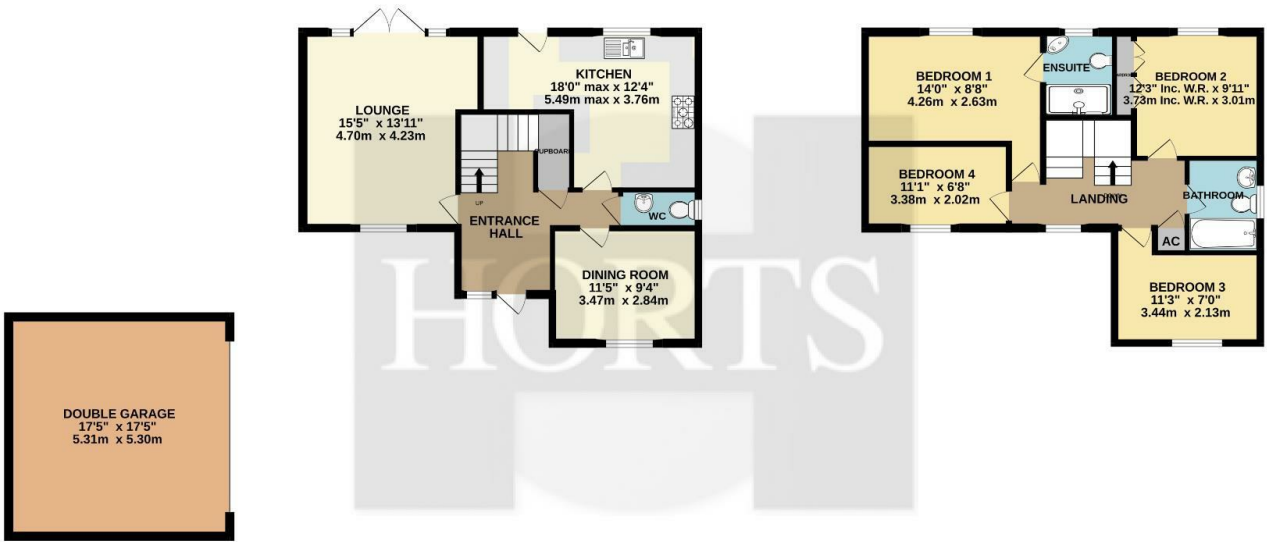 DOUBLE GARAGE
17'5" x 17'5"
5.31m x 5.30m
LOUNGE
15'5" x 13'11"
4.70m x 4.23m
KITCHEN
18'0" max x 12'4"
5.49m max x 3.76m
CUPBOARD
UP
ENTRANCE
HALL
WC
DINING ROOM
11'5" x 9'4"
3.47m x 2.84m
BEDROOM 1
14'0" x 8'8"
4.26m x 2.63m
ENSUITE
BEDROOM 2
12'3" Inc. W.R. x 9'11"
3.73m Inc. W.R. x 3.01m
BEDROOM 4
11'1" x 6'8"
3.38m x 2.02m
LANDING
BATHROOM
AC
BEDROOM 3
11'3" x 7'0"
3.44m x 2.13m
HORTS